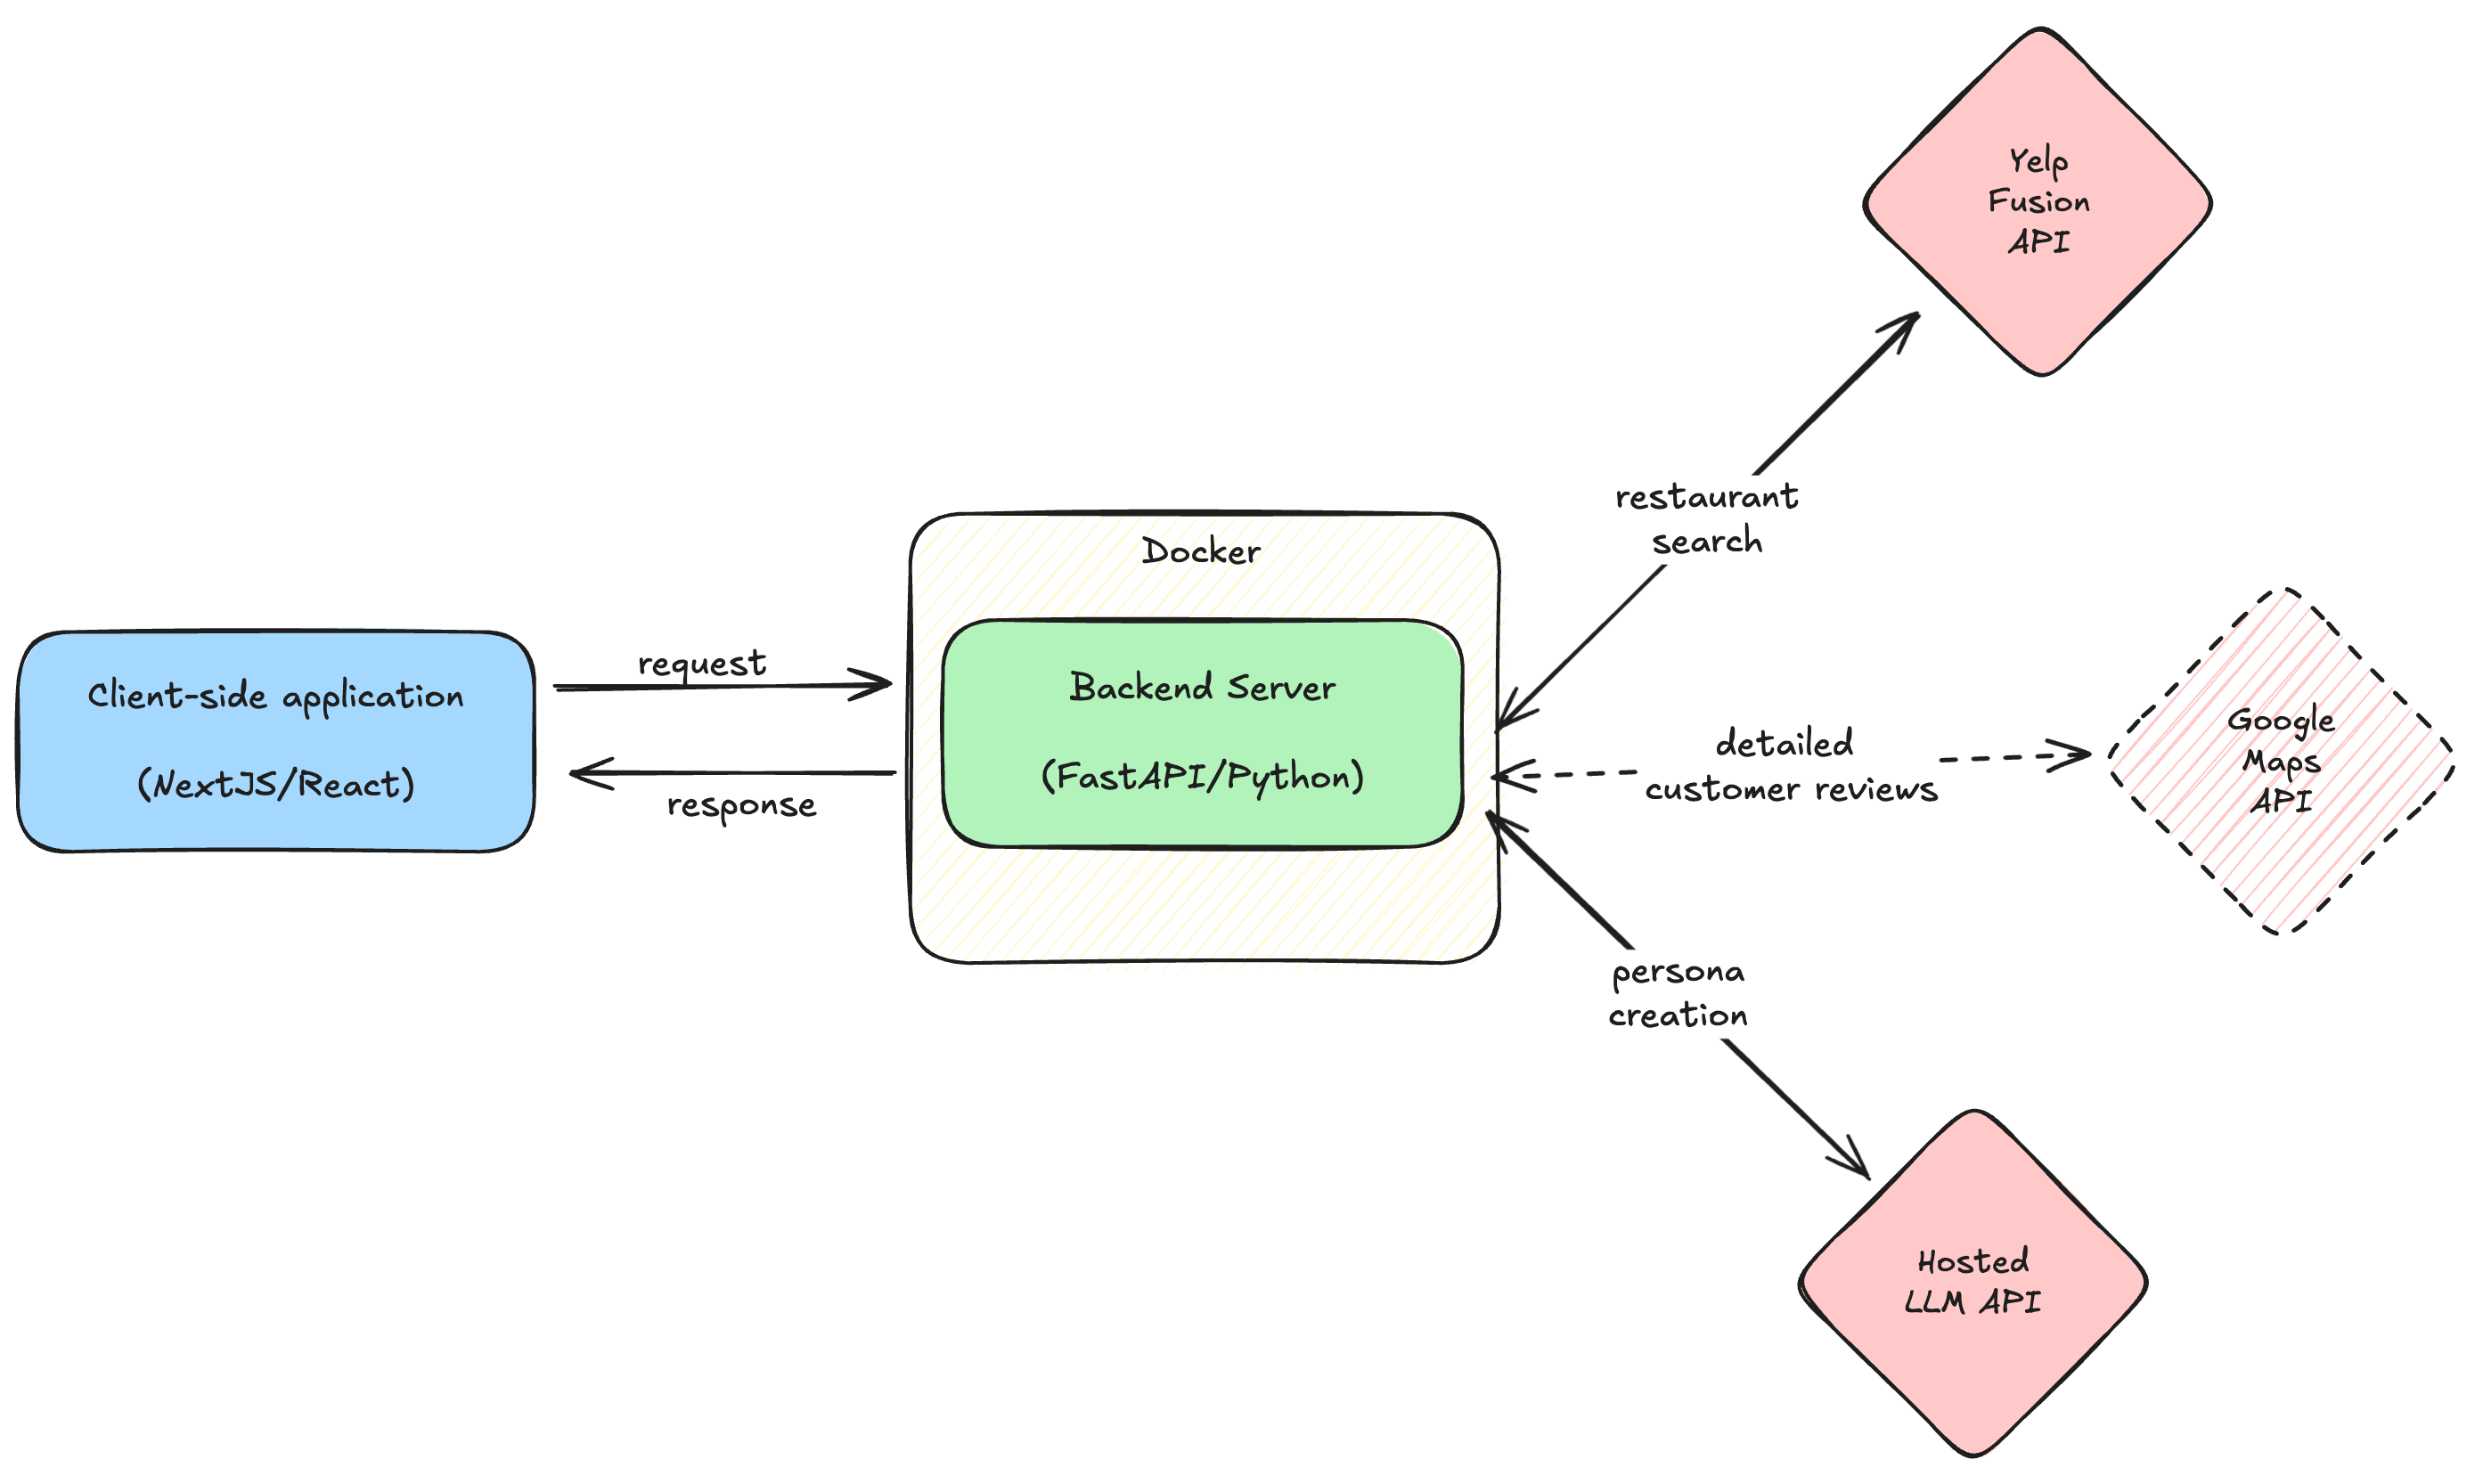 Yelp
Fusion
API
restaurant
search
Docker
Client-side application
(NextJS/React)
request
response
Backend Server
(FastAPI/Python)
detailed
customer reviews
Google
Maps
API
persona
creation
Hosted
LLM API